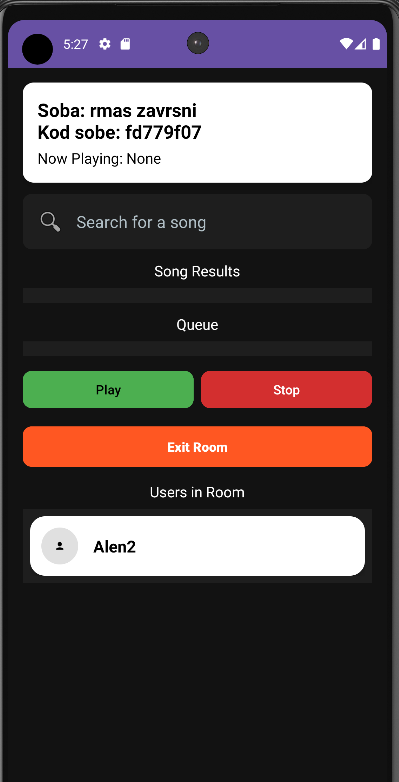 5:27
Soba: rmas zavrsni
Kod sobe: fd779f07
Now Playing: None
Search for a song
Song Results
Queue
Play
Stop
Exit Room
Users in Room
Alen2